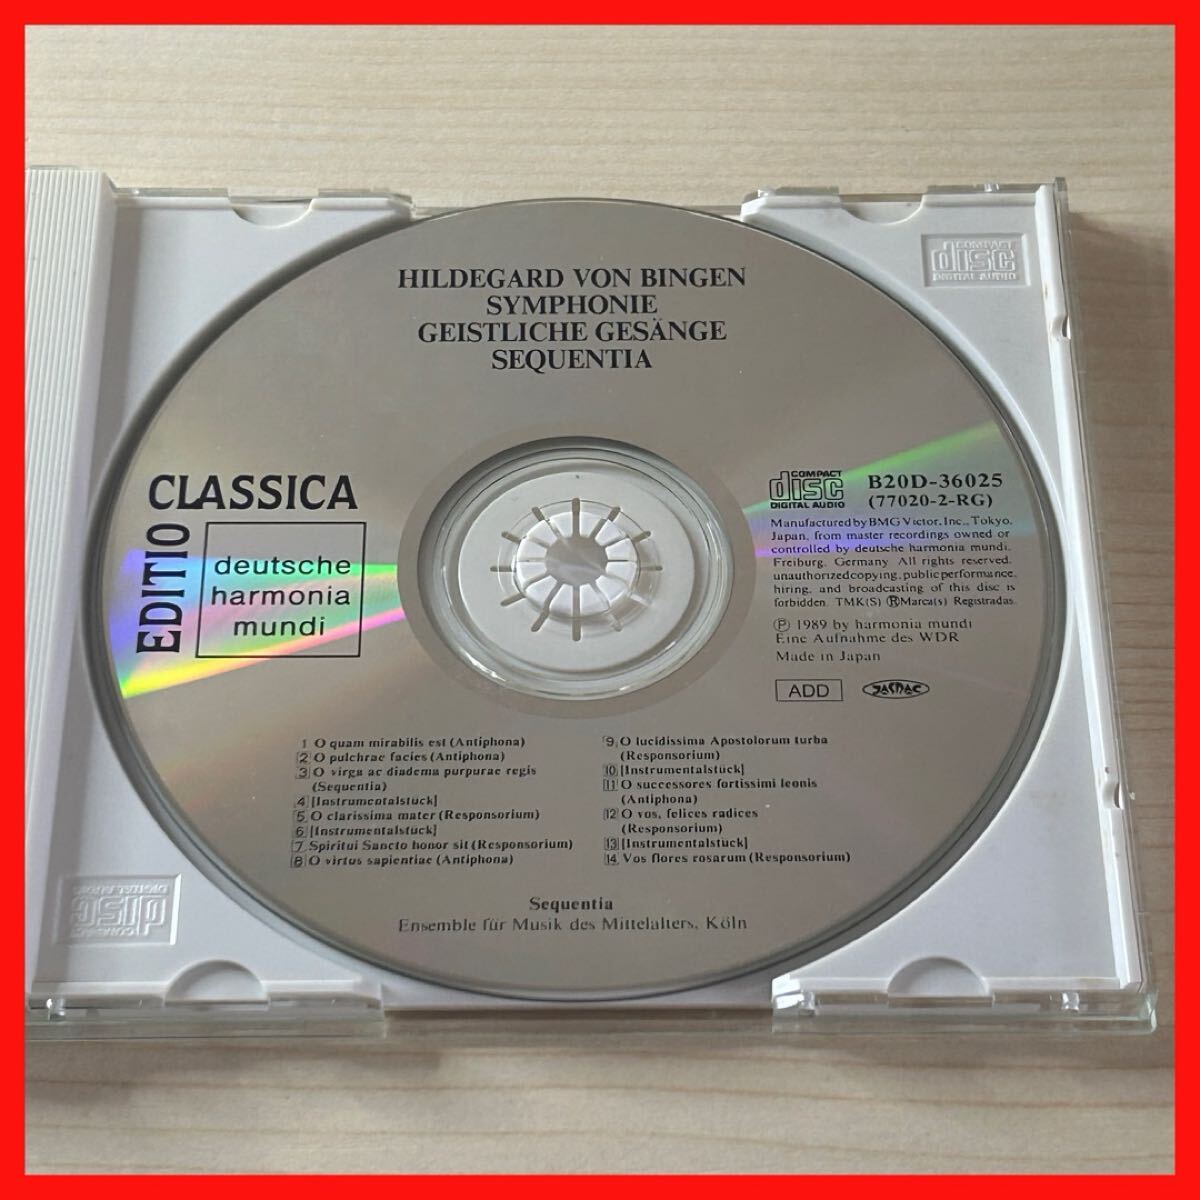 HILDEGARD VON BINGEN
SYMPHONIE
GEISTLICHE GESÄNGE
SEQUENTIA
EDITIO
CLASSICA
deutsche
harmonia
mundi
COMPACT
disc
DIGITAL AUDIO
B20D-36025
(77020-2-RG)
Manufactured by BMG Victor, Inc., Tokyo,
Japan, from master recordings owned or
controlled by deutsche harmonia mundi,
Freiburg, Germany. All rights reserved,
unauthorized copying, public performance,
hiring, and broadcasting of this disc is
forbidden. TMK(S) ®Marca(s) Registradas.
Ⓟ 1989 by harmonia mundi
Eine Aufnahme des WDR
Made in Japan
ADD
JASRAC
1 O quam mirabilis est (Antiphona)
2 O pulchrae facies (Antiphona)
3 O virga ac diadema purpurae regis
(Sequentia)
4 [Instrumentalstück]
5 O clarissima mater (Responsorium)
6 [Instrumentalstück]
7 Spiritui Sancto honor sit (Responsorium)
8 O virtus sapientiae (Antiphona)
9 O lucidissima Apostolorum turba
(Responsorium)
10 [Instrumentalstück]
11 O successores fortissimi leonis
(Antiphona)
12 O vos, felices radices
(Responsorium)
13 [Instrumentalstück]
14 Vos flores rosarum (Responsorium)
Sequentia
Ensemble für Musik des Mittelalters, Köln
COMPACT
disc
DIGITAL AUDIO
COMPACT
disc
DIGITAL AUDIO